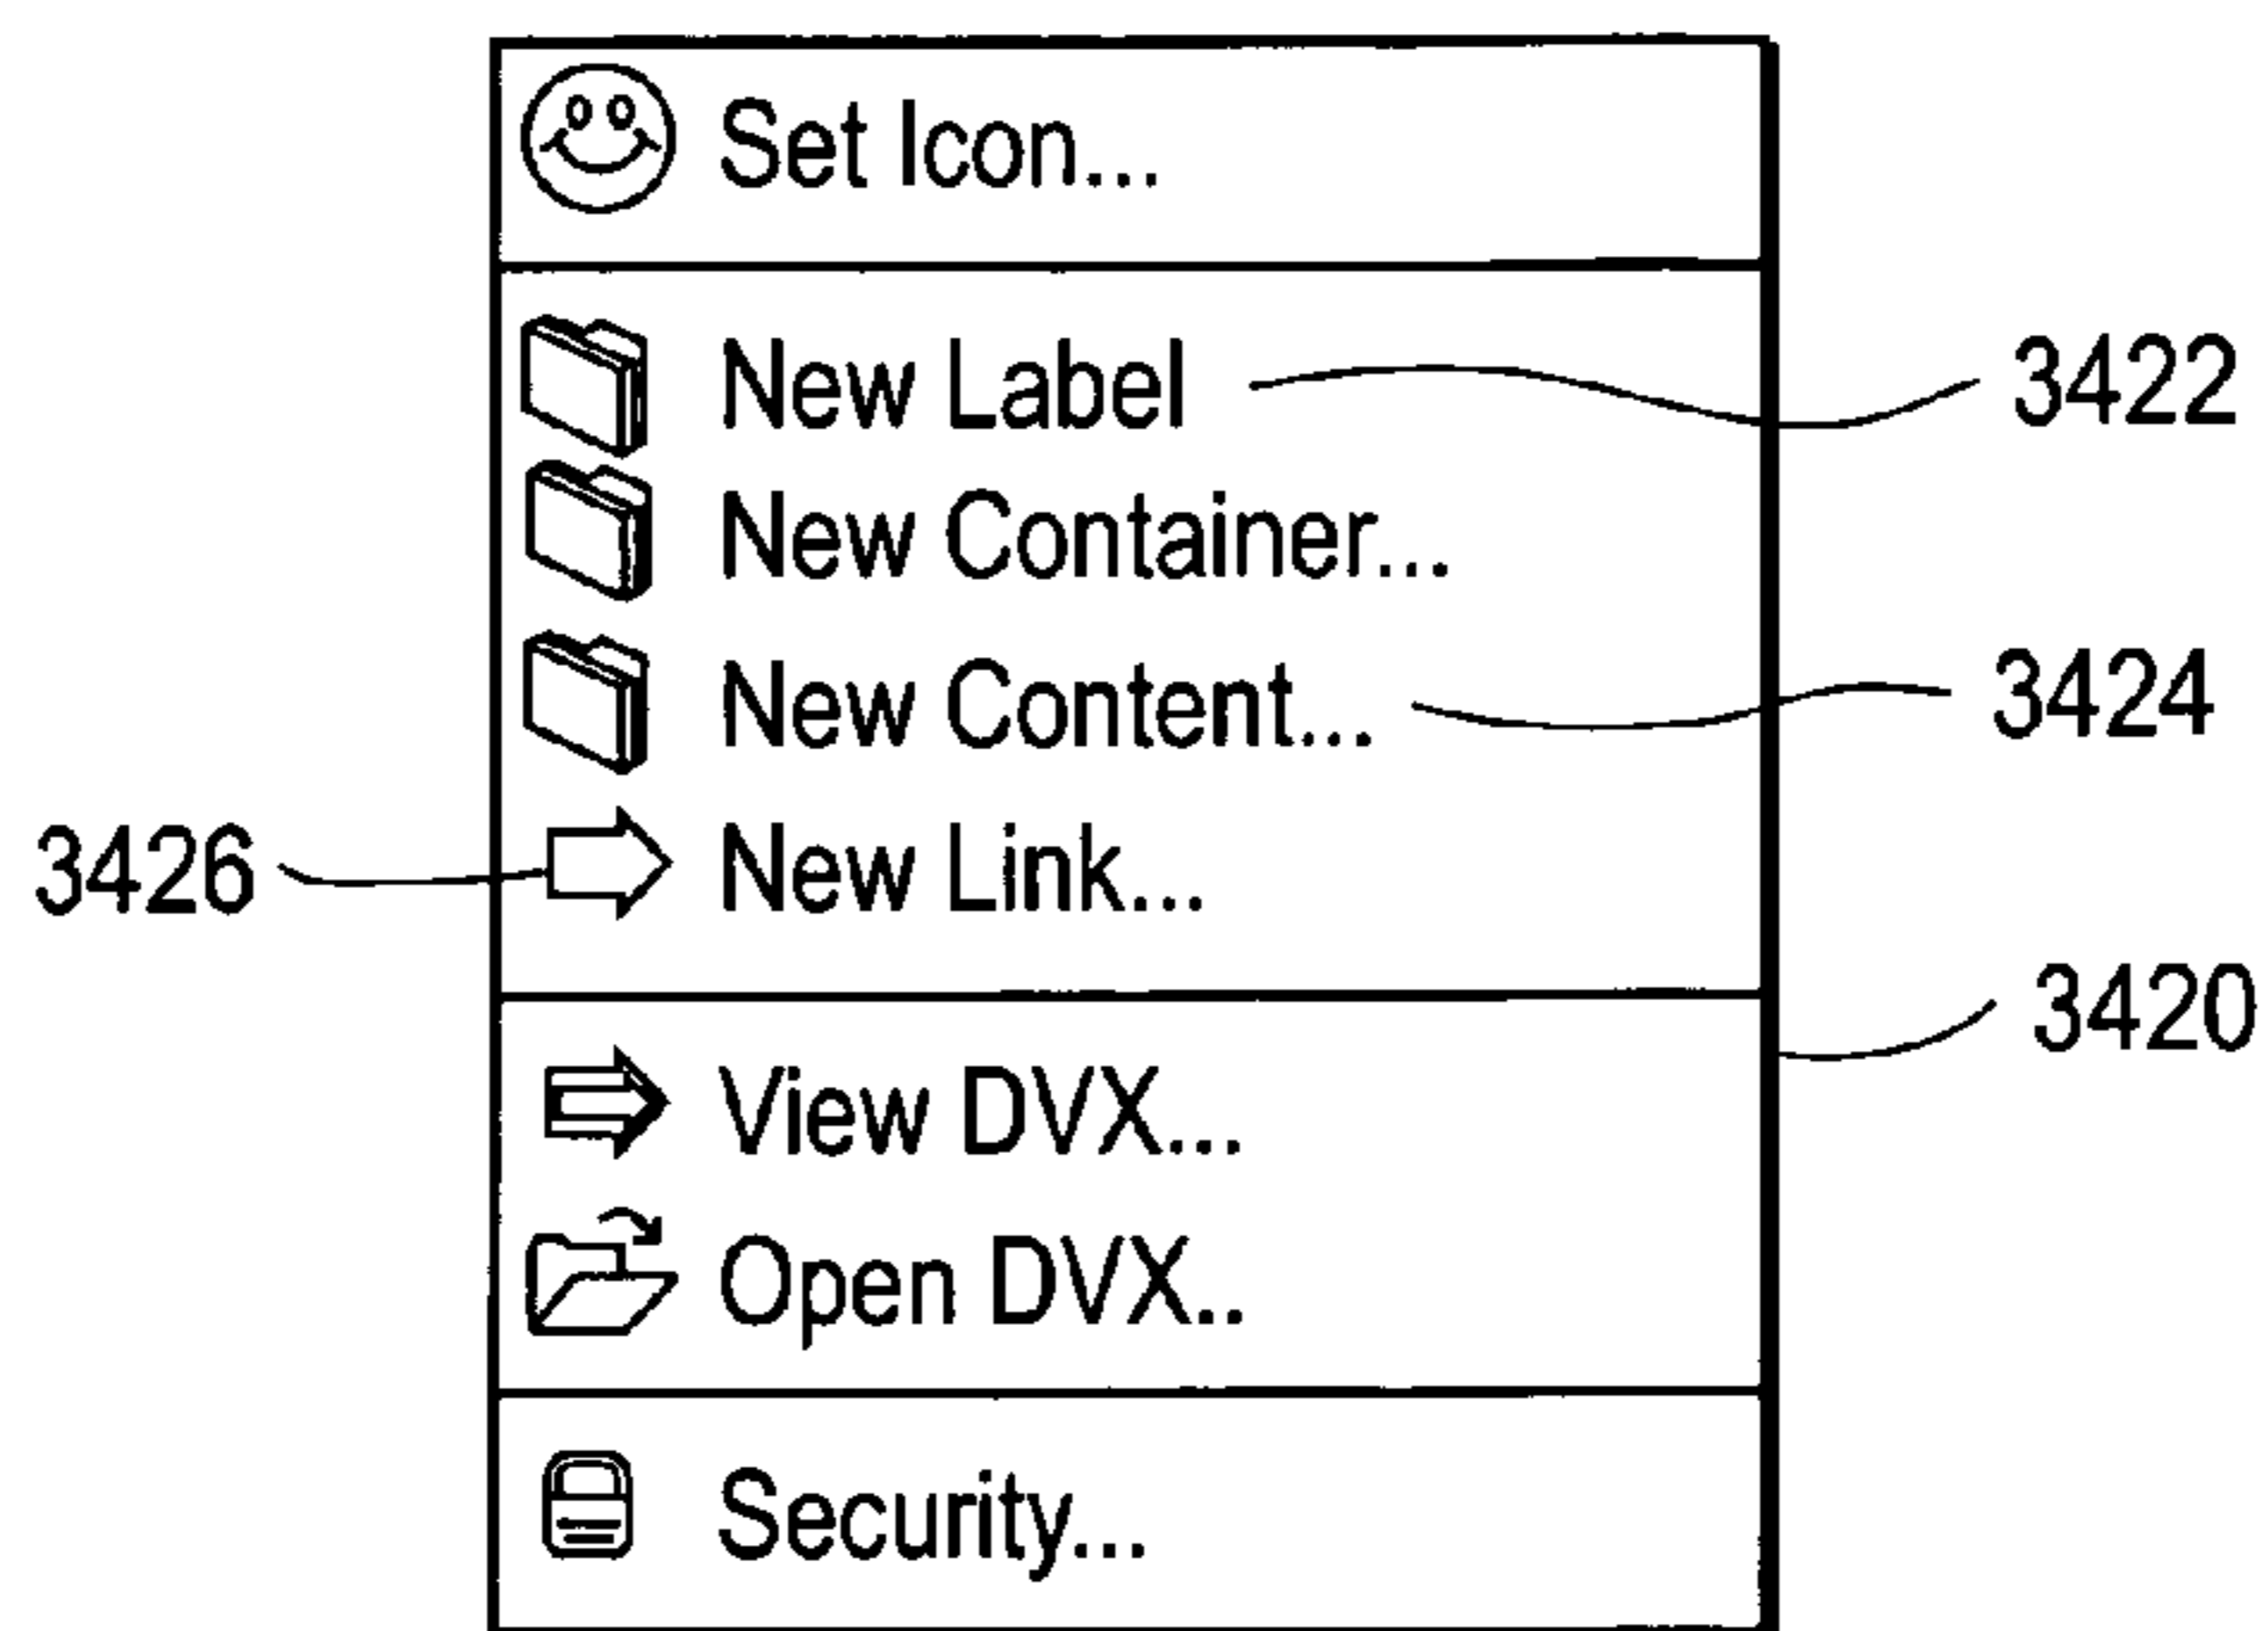 Set Icon...
New Label 3422
New Container...
New Content... 3424
3426 New Link...
3420
View DVX...
Open DVX..
Security...